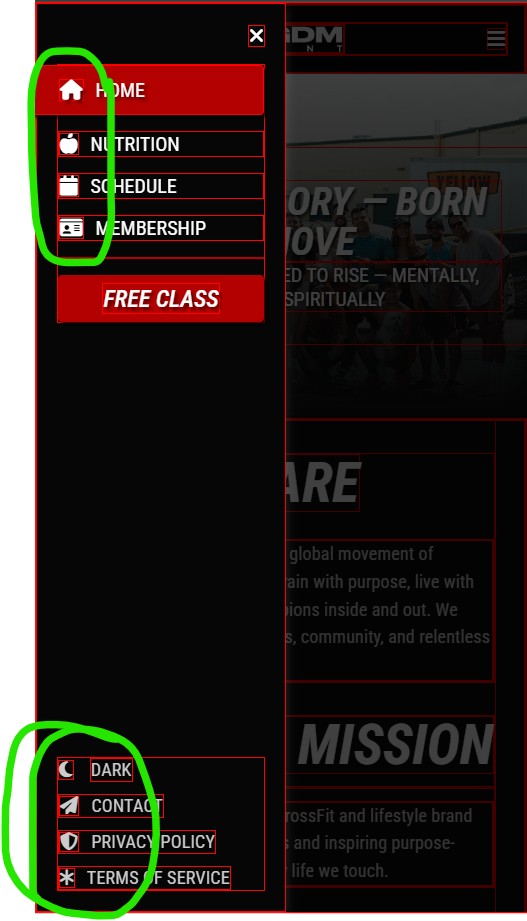 GDM
N T
HOME
NUTRITION
SCHEDULE
MEMBERSHIP
FREE CLASS
YELLOW
ORY — BORN
MOVE
ED TO RISE — MENTALLY,
SPIRITUALLY
ARE
global movement of
rain with purpose, live with
pions inside and out. We
s, community, and relentless
MISSION
rossFit and lifestyle brand
s and inspiring purpose-
life we touch.
DARK
CONTACT
PRIVACY POLICY
TERMS OF SERVICE